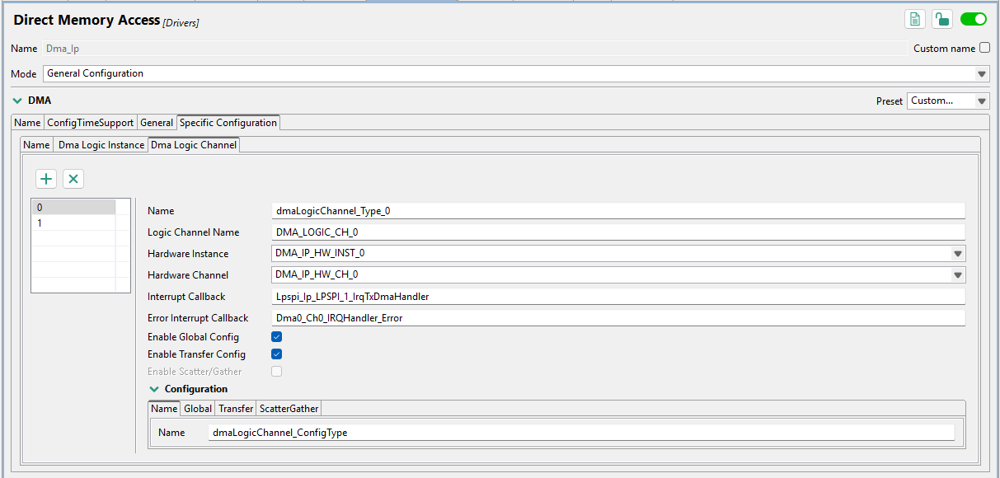 Direct Memory Access [Drivers]
Name Dma_Ip Custom name
Mode General Configuration
DMA Preset Custom...
Name ConfigTimeSupport General Specific Configuration
Name Dma Logic Instance Dma Logic Channel
0
1
Name dmaLogicChannel_Type_0
Logic Channel Name DMA_LOGIC_CH_0
Hardware Instance DMA_IP_HW_INST_0
Hardware Channel DMA_IP_HW_CH_0
Interrupt Callback Lpspi_Ip_LPSPI_1_IrqTxDmaHandler
Error Interrupt Callback Dma0_Ch0_IRQHandler_Error
Enable Global Config
Enable Transfer Config
Enable Scatter/Gather
Configuration
Name Global Transfer ScatterGather
Name dmaLogicChannel_ConfigType